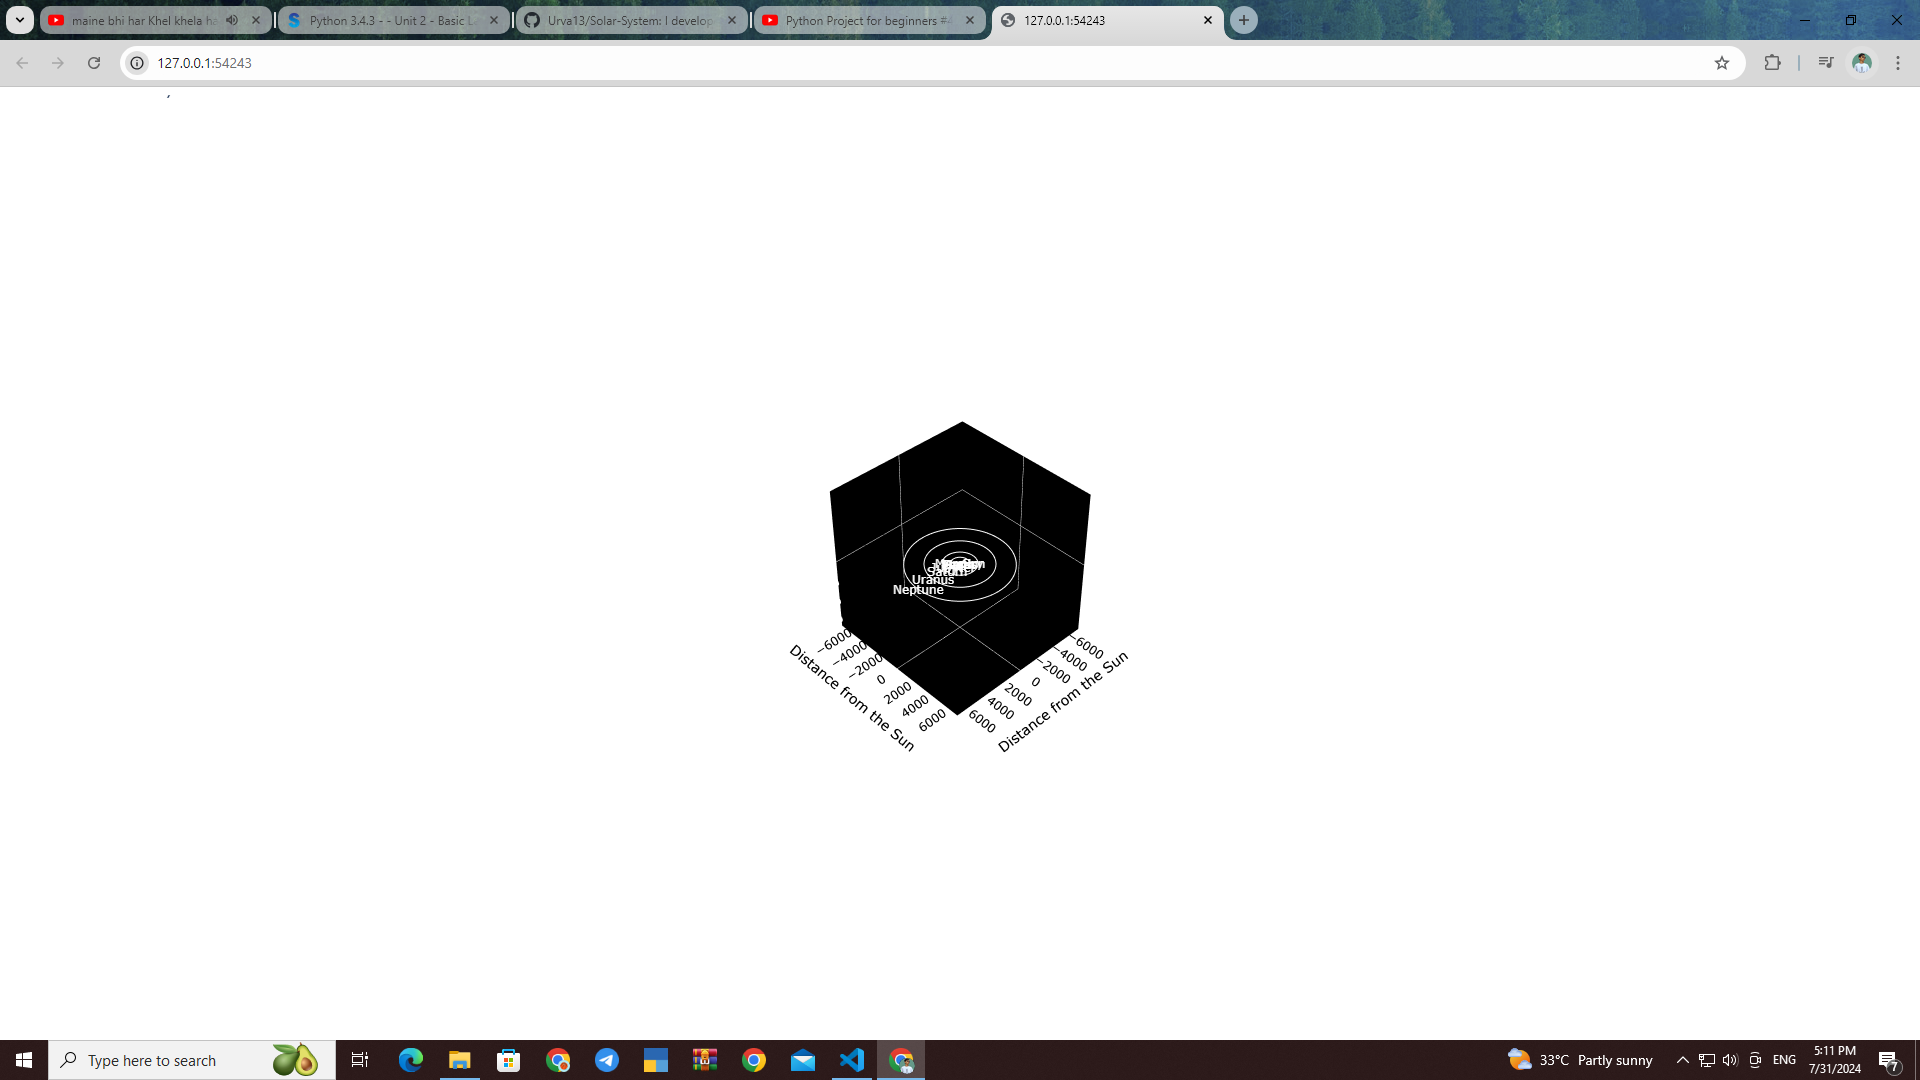 maine bhi har Khel khela ha
Python 3.4.3 - - Unit 2 - Basic L
Urva13/Solar-System: I develop
Python Project for beginners #
127.0.0.1:54243
127.0.0.1:54243
Saturn
Uranus
Neptune
−6000
−4000
−2000
0
2000
4000
6000
Distance from the Sun
−6000
−4000
−2000
0
2000
4000
6000
Distance from the Sun
Type here to search
33°C Partly sunny
ENG
5:11 PM
7/31/2024
7